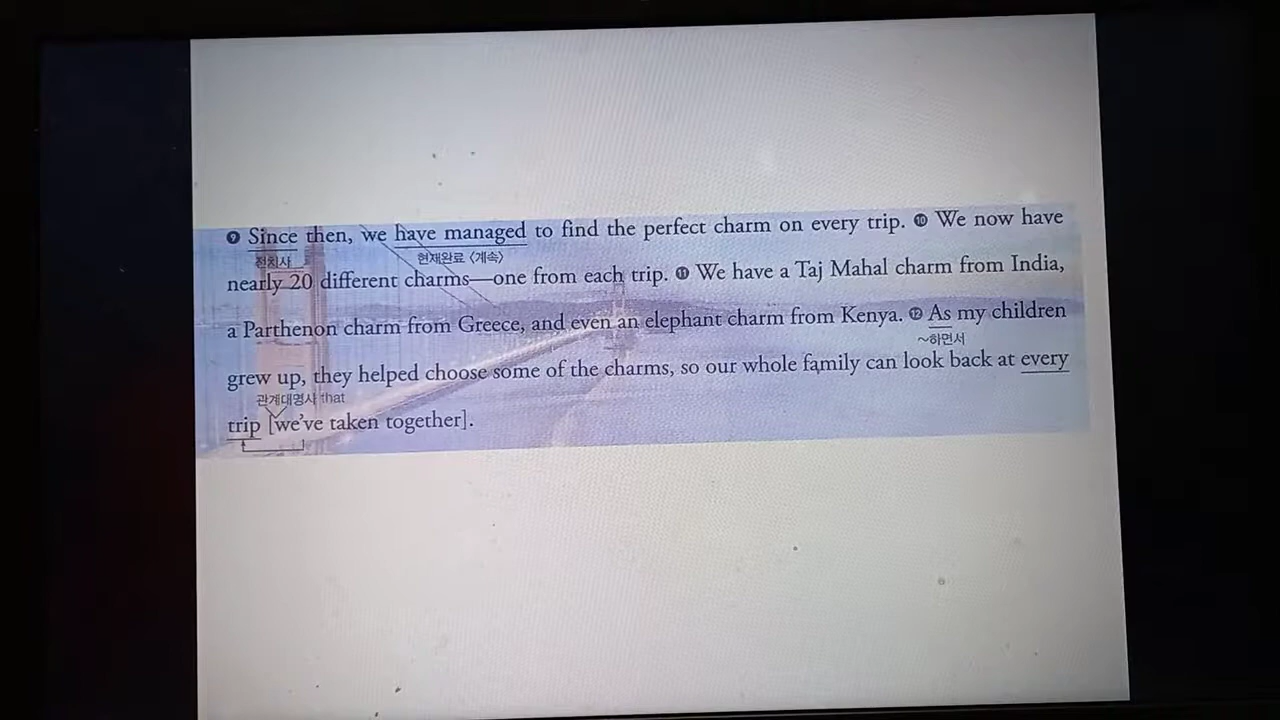 ❾ Since then, we have managed to find the perfect charm on every trip. ❿ We now have
전치사 현재완료 〈계속〉
nearly 20 different charms—one from each trip. ⓫ We have a Taj Mahal charm from India,
a Parthenon charm from Greece, and even an elephant charm from Kenya. ⓬ As my children
~하면서
grew up, they helped choose some of the charms, so our whole family can look back at every
관계대명사 that
trip [we've taken together].